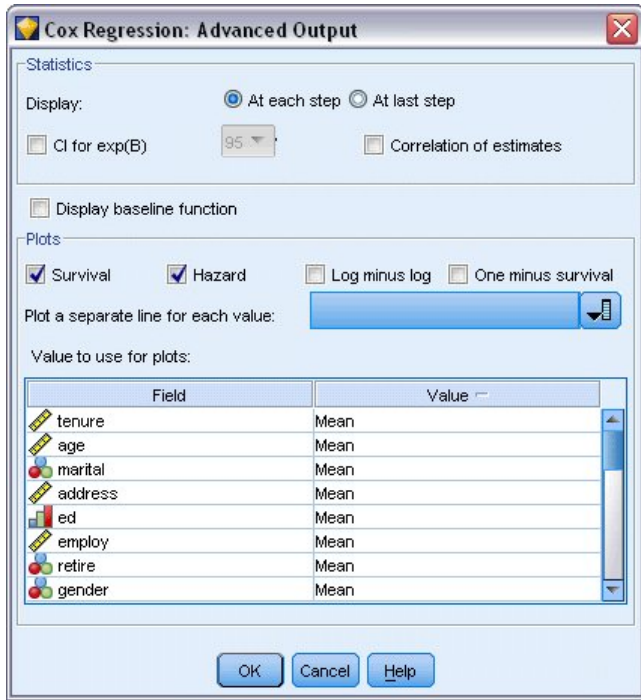 Cox Regression: Advanced Output
Statistics
Display: At each step At last step
CI for exp(B) 95 Correlation of estimates
Display baseline function
Plots
Survival Hazard Log minus log One minus survival
Plot a separate line for each value:
Value to use for plots:
Field Value
tenure Mean
age Mean
marital Mean
address Mean
ed Mean
employ Mean
retire Mean
gender Mean
OK Cancel Help